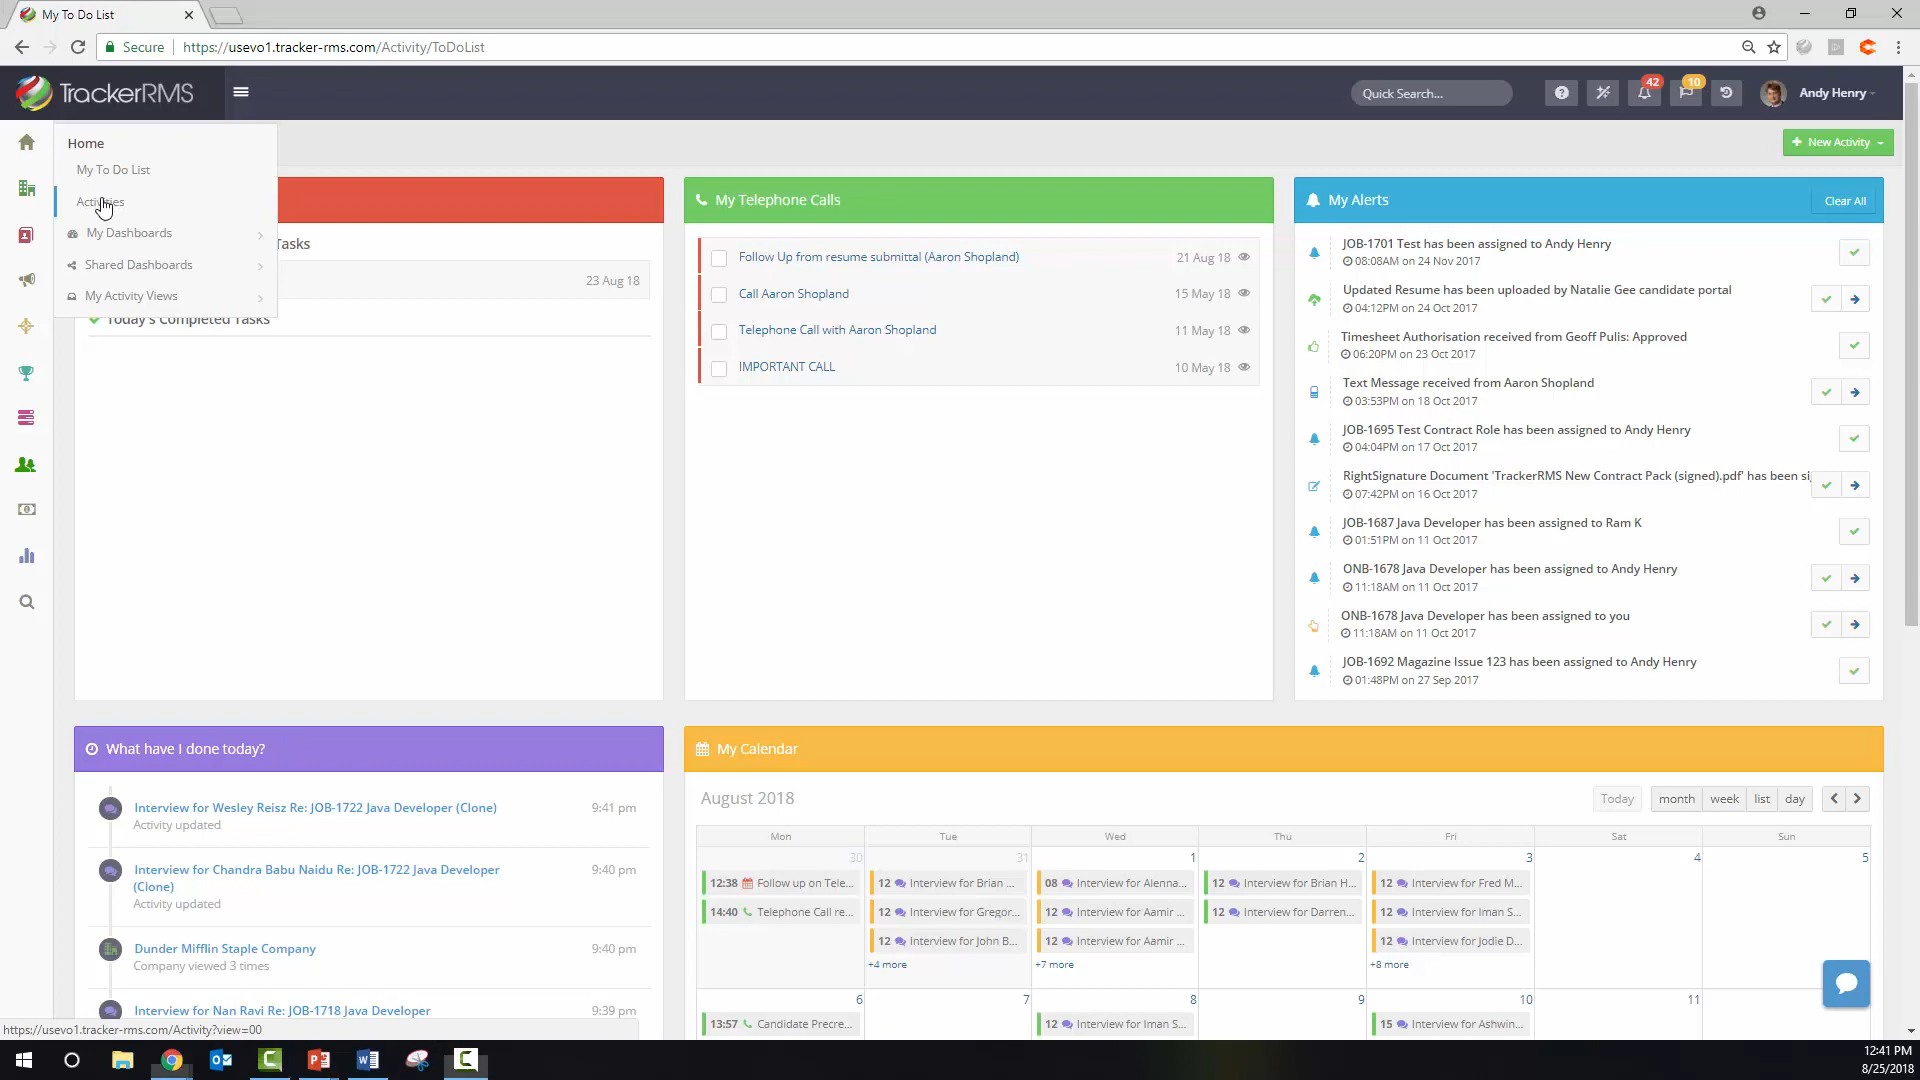 My To Do List
Secure
https://usevo1.tracker-rms.com/Activity/ToDoList
TrackerRMS
Quick Search...
42
10
Andy Henry
Home
My To Do List
Activities
My Dashboards
Shared Dashboards
My Activity Views
New Activity
Tasks
23 Aug 18
Today's Completed Tasks
My Telephone Calls
Follow Up from resume submittal (Aaron Shopland) 21 Aug 18
Call Aaron Shopland 15 May 18
Telephone Call with Aaron Shopland 11 May 18
IMPORTANT CALL 10 May 18
My Alerts
Clear All
JOB-1701 Test has been assigned to Andy Henry
08:08AM on 24 Nov 2017
Updated Resume has been uploaded by Natalie Gee candidate portal
04:12PM on 24 Oct 2017
Timesheet Authorisation received from Geoff Pulis: Approved
06:20PM on 23 Oct 2017
Text Message received from Aaron Shopland
03:53PM on 18 Oct 2017
JOB-1695 Test Contract Role has been assigned to Andy Henry
04:04PM on 17 Oct 2017
RightSignature Document 'TrackerRMS New Contract Pack (signed).pdf' has been si
07:42PM on 16 Oct 2017
JOB-1687 Java Developer has been assigned to Ram K
01:51PM on 11 Oct 2017
ONB-1678 Java Developer has been assigned to Andy Henry
11:18AM on 11 Oct 2017
ONB-1678 Java Developer has been assigned to you
11:18AM on 11 Oct 2017
JOB-1692 Magazine Issue 123 has been assigned to Andy Henry
01:48PM on 27 Sep 2017
What have I done today?
Interview for Wesley Reisz Re: JOB-1722 Java Developer (Clone) 9:41 pm
Activity updated
Interview for Chandra Babu Naidu Re: JOB-1722 Java Developer 9:40 pm
(Clone)
Activity updated
Dunder Mifflin Staple Company 9:40 pm
Company viewed 3 times
Interview for Nan Ravi Re: JOB-1718 Java Developer 9:39 pm
My Calendar
August 2018
Today month week list day
Mon Tue Wed Thu Fri Sat Sun
30 31 1 2 3 4 5
12:38 Follow up on Tele... 12 Interview for Brian ... 08 Interview for Alenna... 12 Interview for Brian H... 12 Interview for Fred M...
14:40 Telephone Call re... 12 Interview for Gregor... 12 Interview for Aamir ... 12 Interview for Darren... 12 Interview for Iman S...
12 Interview for John B... 12 Interview for Aamir ... 12 Interview for Jodie D...
+4 more +7 more +8 more
6 7 8 9 10 11
13:57 Candidate Precre... 12 Interview for Iman S... 15 Interview for Ashwin...
https://usevo1.tracker-rms.com/Activity?view=00
12:41 PM
8/25/2018